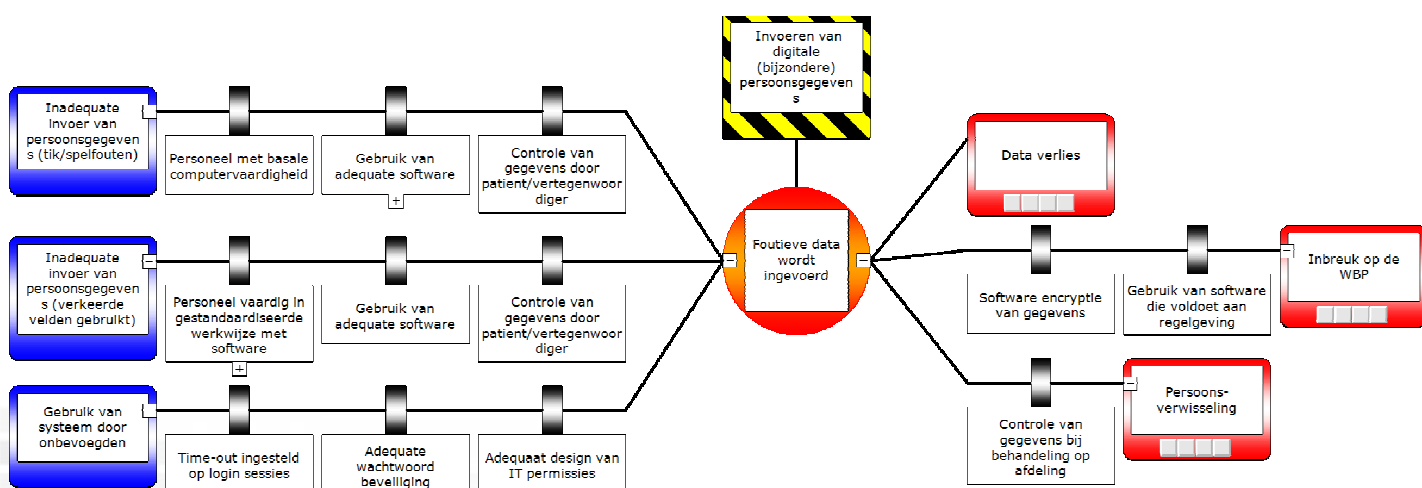 Invoeren van
digitale
(bijzondere)
persoonsgegeven
s
Inadequate
invoer van
persoonsgegeven
s (tik/spelfouten)
Personeel met basale
computervaardigheid
Gebruik van
adequate software
+
Controle van
gegevens door
patient/vertegenwoor
diger
Inadequate
invoer van
persoonsgegeven
s (verkeerde
velden gebruikt)
Personeel vaardig in
gestandaardiseerde
werkwijze met
software
+
Gebruik van
adequate software
Controle van
gegevens door
patient/vertegenwoor
diger
Gebruik van
systeem door
onbevoegden
Time-out ingesteld
op login sessies
Adequate
wachtwoord
beveiliging
Adequaat design van
IT permissies
Foutieve data
wordt
ingevoerd
Data verlies
Software encryptie
van gegevens
Gebruik van software
die voldoet aan
regelgeving
Inbreuk op de
WBP
Controle van
gegevens bij
behandeling op
afdeling
Persoons-
verwisseling